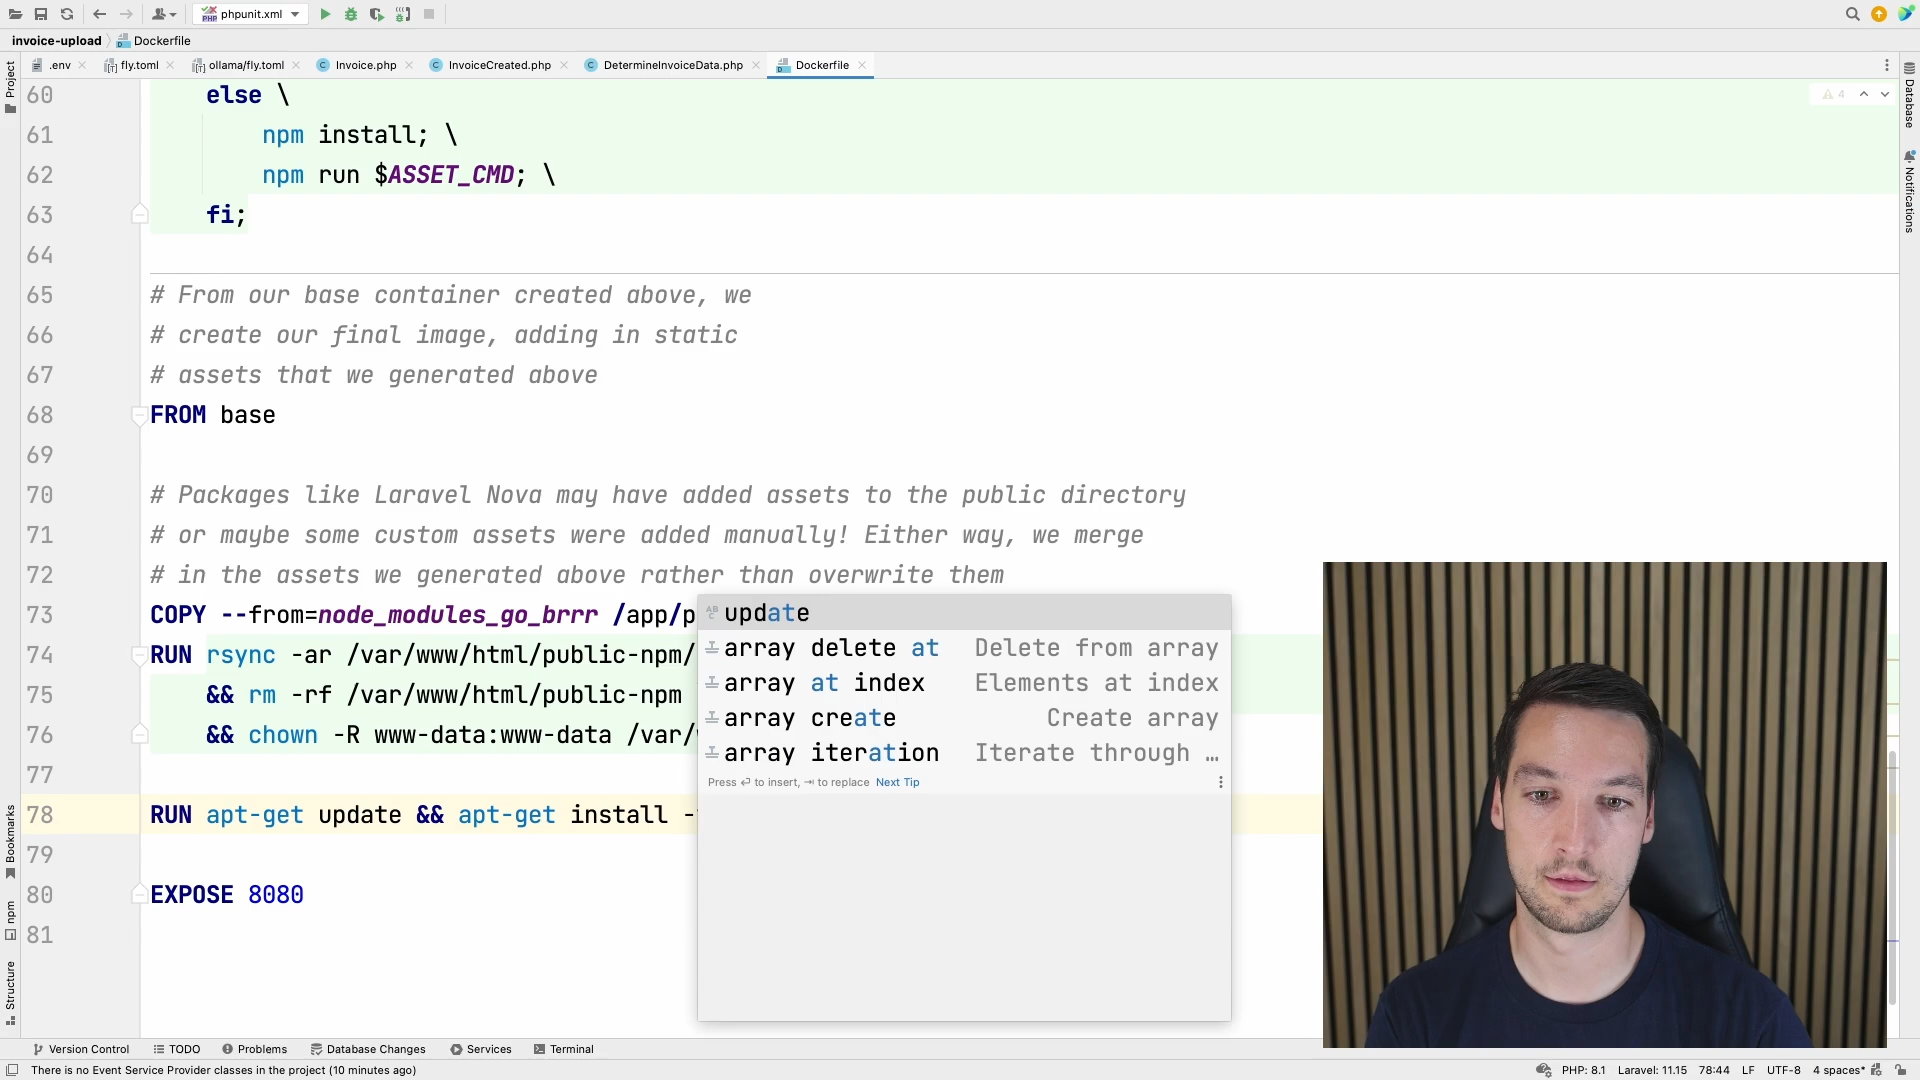 phpunit.xml
invoice-upload Dockerfile
.env fly.toml ollama/fly.toml Invoice.php InvoiceCreated.php DetermineInvoiceData.php Dockerfile
Project
Database
Notifications
Bookmarks
npm
Structure
4
60 else \
61 npm install; \
62 npm run $ASSET_CMD; \
63 fi;
64
65 # From our base container created above, we
66 # create our final image, adding in static
67 # assets that we generated above
68 FROM base
69
70 # Packages like Laravel Nova may have added assets to the public directory
71 # or maybe some custom assets were added manually! Either way, we merge
72 # in the assets we generated above rather than overwrite them
73 COPY --from=node_modules_go_brrr /app/p
74 RUN rsync -ar /var/www/html/public-npm/
75 && rm -rf /var/www/html/public-npm
76 && chown -R www-data:www-data /var/
77
78 RUN apt-get update && apt-get install -
79
80 EXPOSE 8080
81
update
array delete at Delete from array
array at index Elements at index
array create Create array
array iteration Iterate through …
Press ⏎ to insert, ⇥ to replace Next Tip
Version Control TODO Problems Database Changes Services Terminal
There is no Event Service Provider classes in the project (10 minutes ago) PHP: 8.1 Laravel: 11.15 78:44 LF UTF-8 4 spaces*